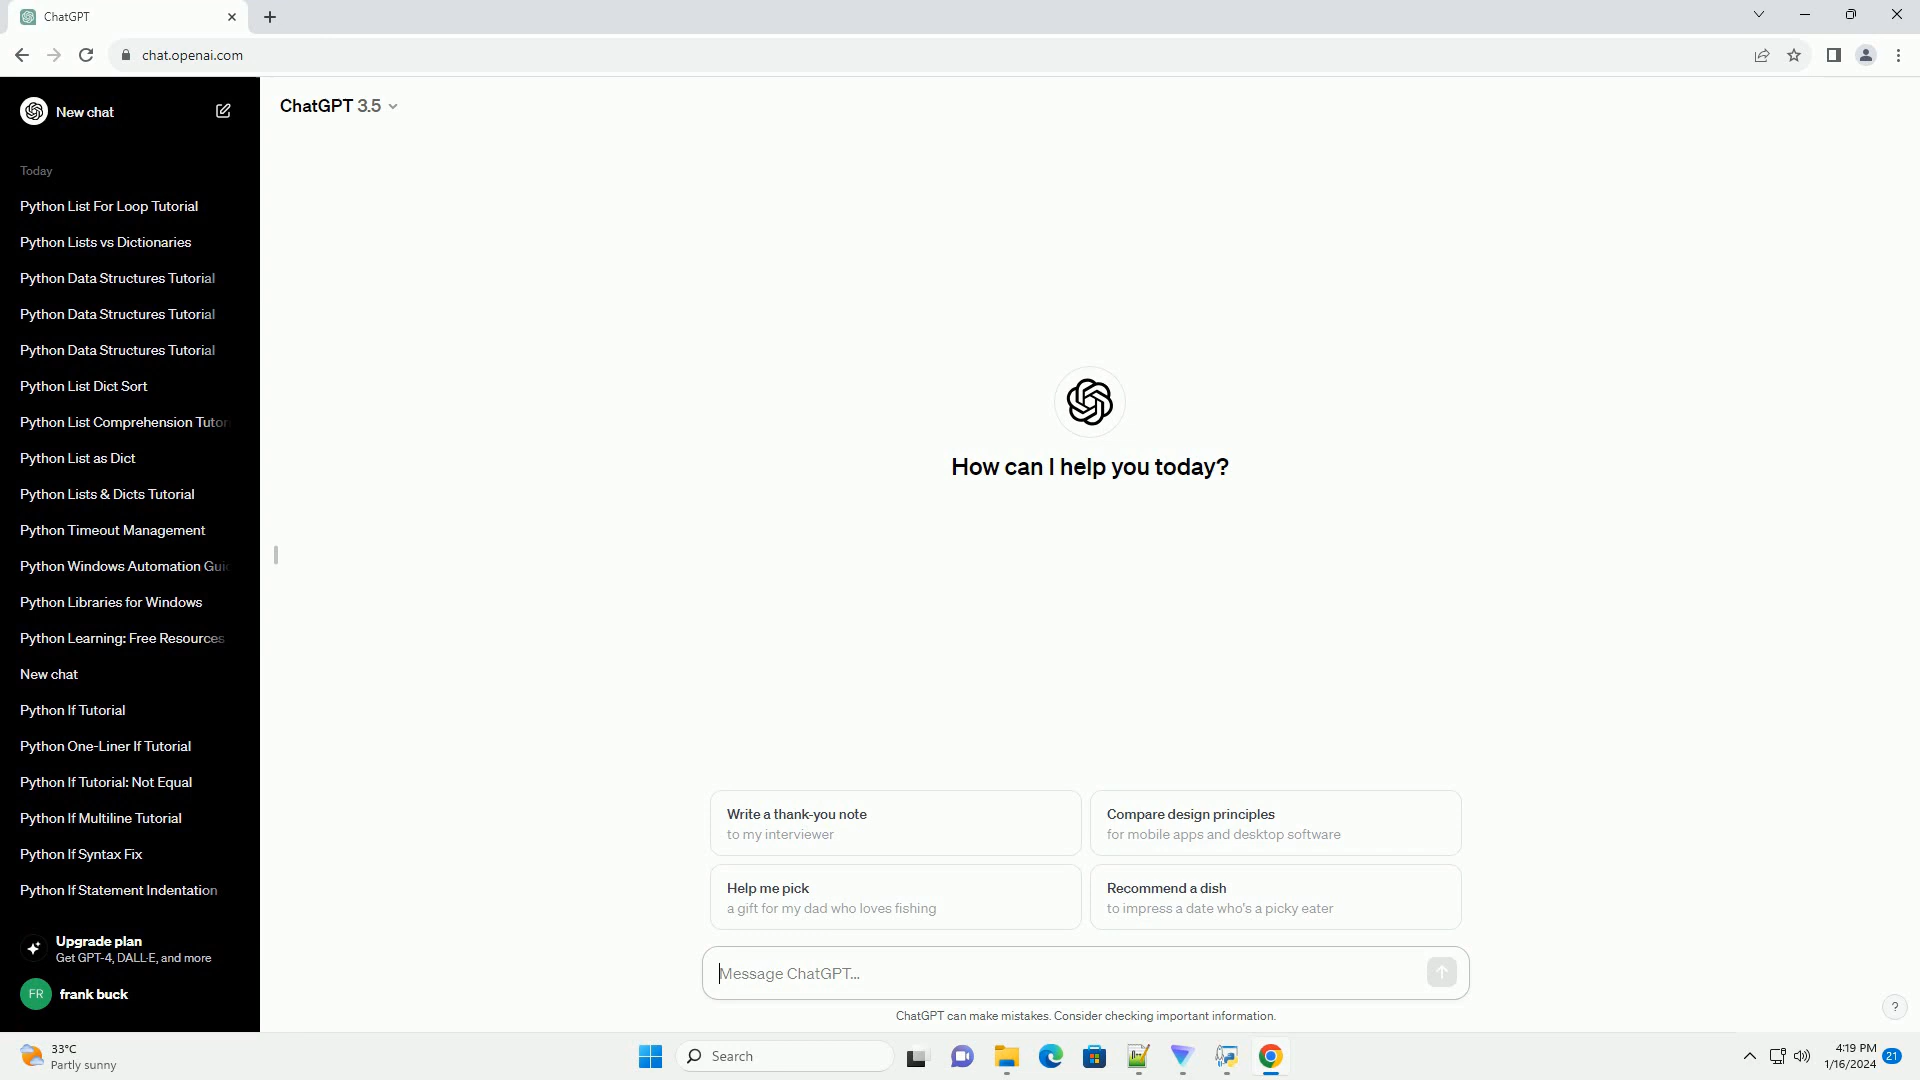 ChatGPT
chat.openai.com
New chat
ChatGPT 3.5
Today
Python List For Loop Tutorial
Python Lists vs Dictionaries
Python Data Structures Tutorial
Python Data Structures Tutorial
Python Data Structures Tutorial
Python List Dict Sort
Python List Comprehension Tutor
Python List as Dict
Python Lists & Dicts Tutorial
Python Timeout Management
Python Windows Automation Guid
Python Libraries for Windows
Python Learning: Free Resources
New chat
Python If Tutorial
Python One-Liner If Tutorial
Python If Tutorial: Not Equal
Python If Multiline Tutorial
Python If Syntax Fix
Python If Statement Indentation
Upgrade plan
Get GPT-4, DALL·E, and more
FR frank buck
How can I help you today?
Write a thank-you note
to my interviewer
Compare design principles
for mobile apps and desktop software
Help me pick
a gift for my dad who loves fishing
Recommend a dish
to impress a date who's a picky eater
Message ChatGPT...
ChatGPT can make mistakes. Consider checking important information.
?
33°C
Partly sunny
Search
4:19 PM
1/16/2024
21